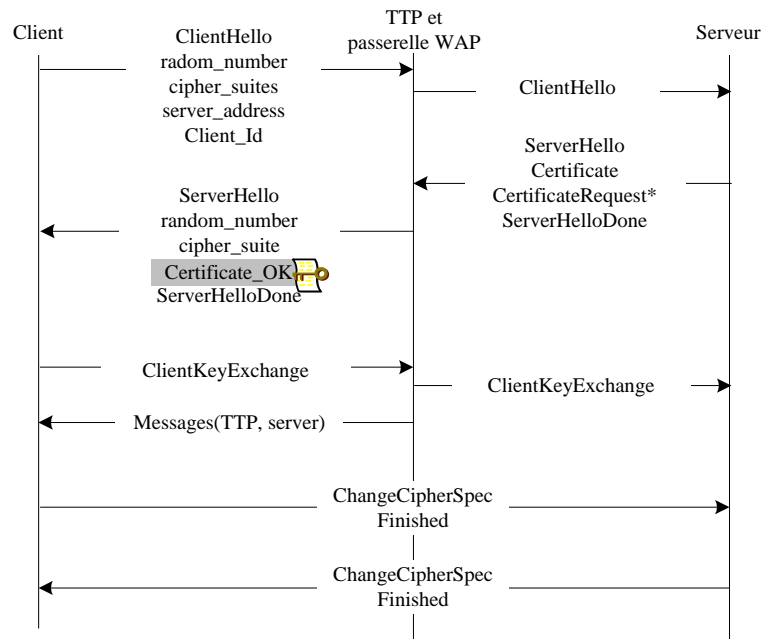 Client
TTP et
passerelle WAP
Serveur
ClientHello
radom_number
cipher_suites
server_address
Client_Id
ClientHello
ServerHello
Certificate
CertificateRequest*
ServerHelloDone
ServerHello
random_number
cipher_suite
Certificate_OK
ServerHelloDone
ClientKeyExchange
ClientKeyExchange
Messages(TTP, server)
ChangeCipherSpec
Finished
ChangeCipherSpec
Finished